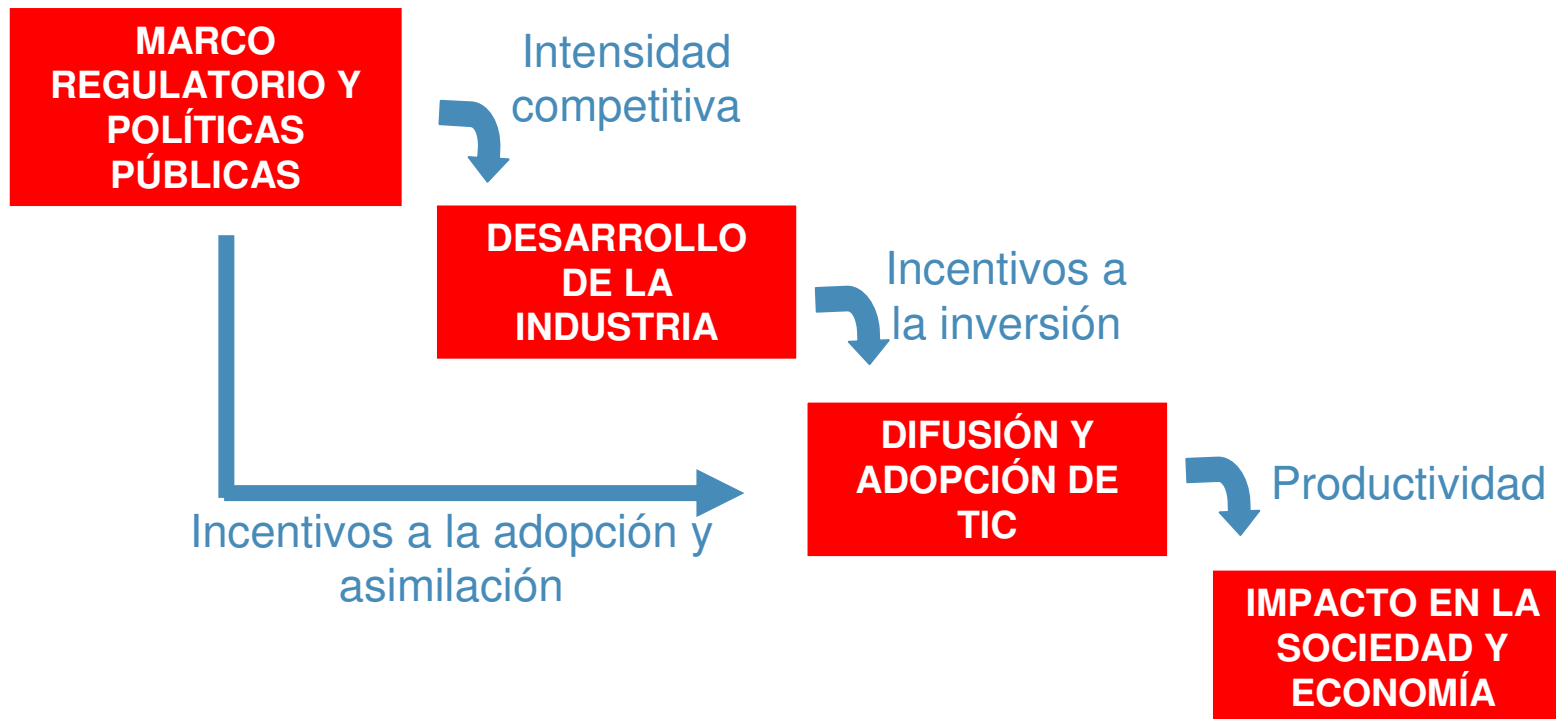 MARCO
REGULATORIO Y
POLÍTICAS
PÚBLICAS
Intensidad
competitiva
DESARROLLO
DE LA
INDUSTRIA
Incentivos a
la inversión
DIFUSIÓN Y
ADOPCIÓN DE
TIC
Incentivos a la adopción y
asimilación
Productividad
IMPACTO EN LA
SOCIEDAD Y
ECONOMÍA